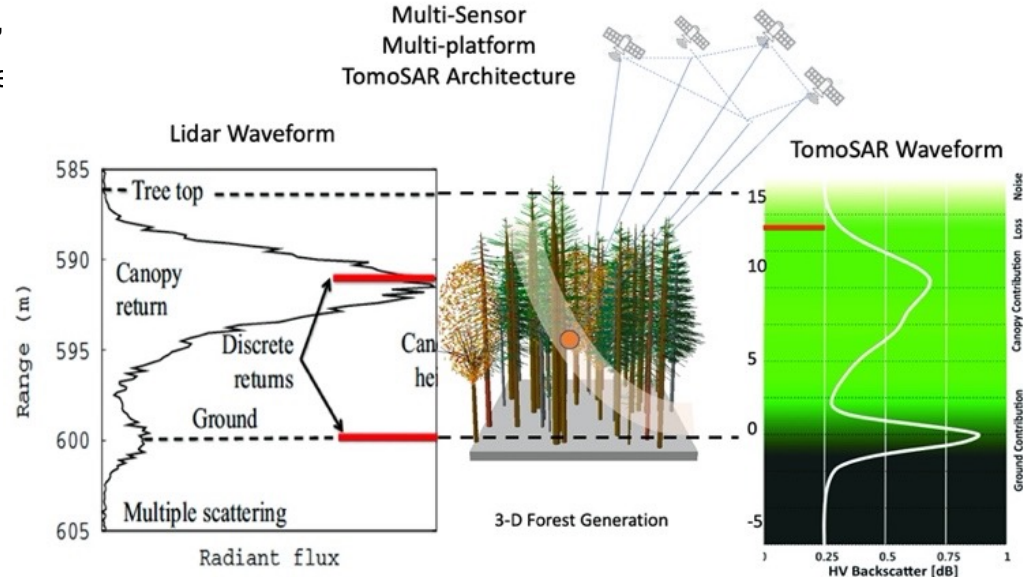 Multi-Sensor
Multi-platform
TomoSAR Architecture
Lidar Waveform
585
Tree top
590
Canopy
return
595
Discrete
returns
Ground
600
Multiple scattering
605
Range (m)
Radiant flux
Can
hei
3-D Forest Generation
TomoSAR Waveform
15
10
5
0
-5
0.25
0.5
0.75
1
HV Backscatter [dB]
Noise
Loss
Canopy Contribution
Ground Contribution